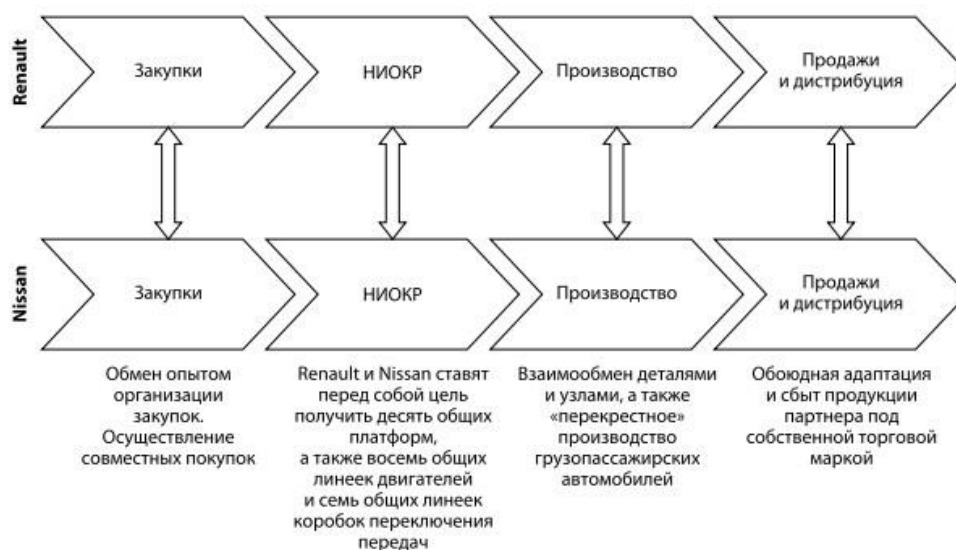 Renault
Закупки
НИОКР
Производство
Продажи
и дистрибуция
Nissan
Закупки
НИОКР
Производство
Продажи
и дистрибуция
Обмен опытом
организации
закупок.
Осуществление
совместных покупок
Renault и Nissan ставят
перед собой цель
получить десять общих
платформ,
а также восемь общих
линеек двигателей
и семь общих линеек
коробок переключения
передач
Взаимообмен деталями
и узлами, а также
«перекрестное»
производство
грузопассажирских
автомобилей
Обоюдная адаптация
и сбыт продукции
партнера под
собственной торговой
маркой